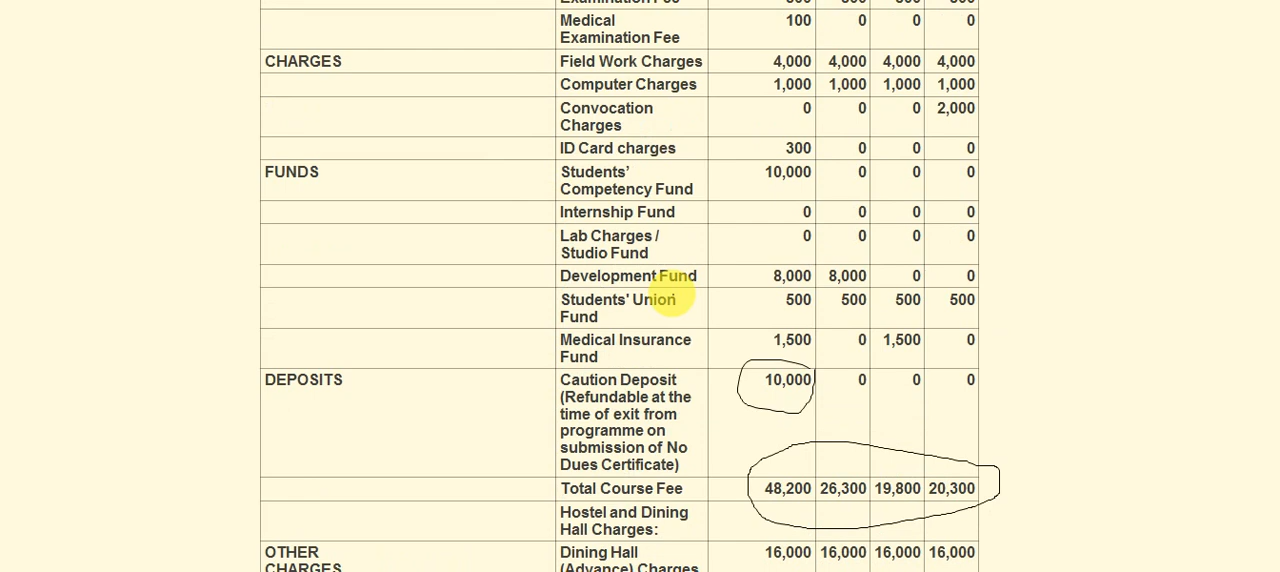 Medical 100 0 0 0
Examination Fee
CHARGES Field Work Charges 4,000 4,000 4,000 4,000
Computer Charges 1,000 1,000 1,000 1,000
Convocation 0 0 0 2,000
Charges
ID Card charges 300 0 0 0
FUNDS Students’ 10,000 0 0 0
Competency Fund
Internship Fund 0 0 0 0
Lab Charges / 0 0 0 0
Studio Fund
Development Fund 8,000 8,000 0 0
Students' Union 500 500 500 500
Fund
Medical Insurance 1,500 0 1,500 0
Fund
DEPOSITS Caution Deposit 10,000 0 0 0
(Refundable at the
time of exit from
programme on
submission of No
Dues Certificate)
Total Course Fee 48,200 26,300 19,800 20,300
Hostel and Dining
Hall Charges:
OTHER Dining Hall 16,000 16,000 16,000 16,000
CHARGES (Advance) Charges